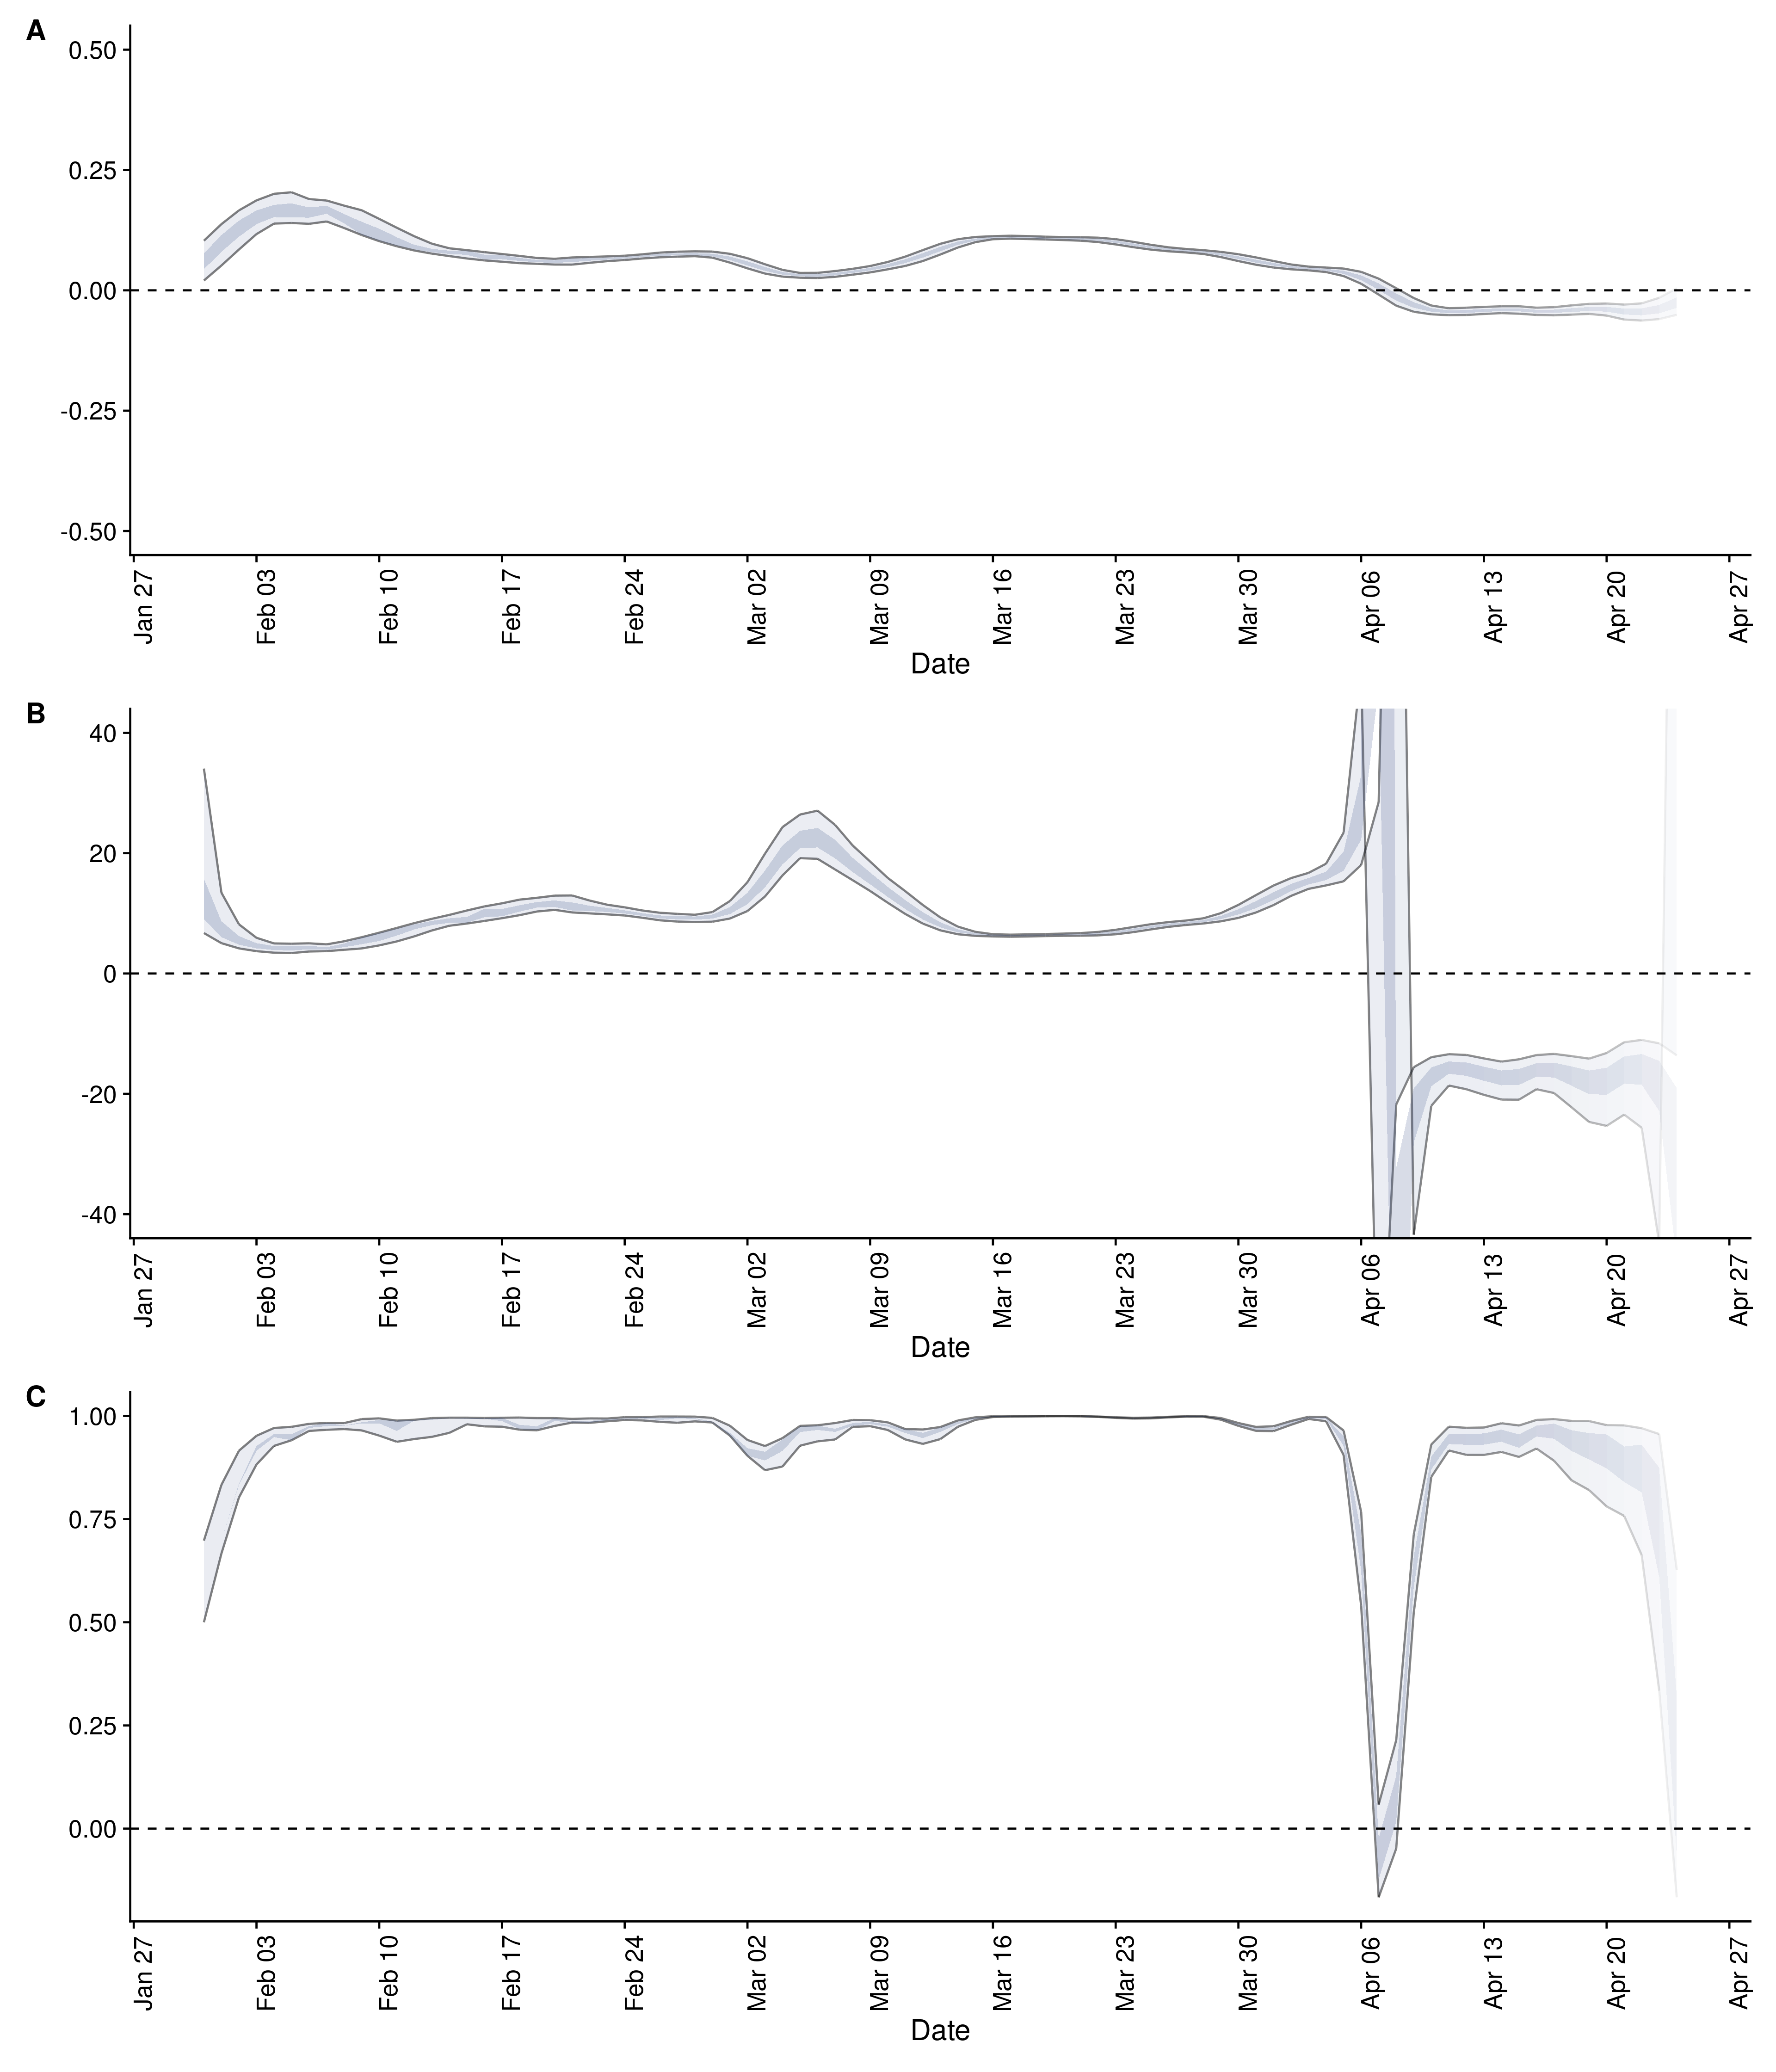 A
0.50
0.25
0.00
-0.25
-0.50
Jan 27
Feb 03
Feb 10
Feb 17
Feb 24
Mar 02
Mar 09
Mar 16
Mar 23
Mar 30
Apr 06
Apr 13
Apr 20
Apr 27
Date
B
40
20
0
-20
-40
Jan 27
Feb 03
Feb 10
Feb 17
Feb 24
Mar 02
Mar 09
Mar 16
Mar 23
Mar 30
Apr 06
Apr 13
Apr 20
Apr 27
Date
C
1.00
0.75
0.50
0.25
0.00
Jan 27
Feb 03
Feb 10
Feb 17
Feb 24
Mar 02
Mar 09
Mar 16
Mar 23
Mar 30
Apr 06
Apr 13
Apr 20
Apr 27
Date